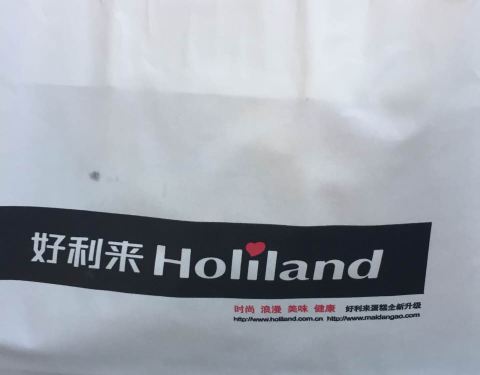 好利来 Holiland
时尚 浪漫 美味 健康 好利来蛋糕全新升级
http://www.holiland.com.cn http://www.maidangao.com